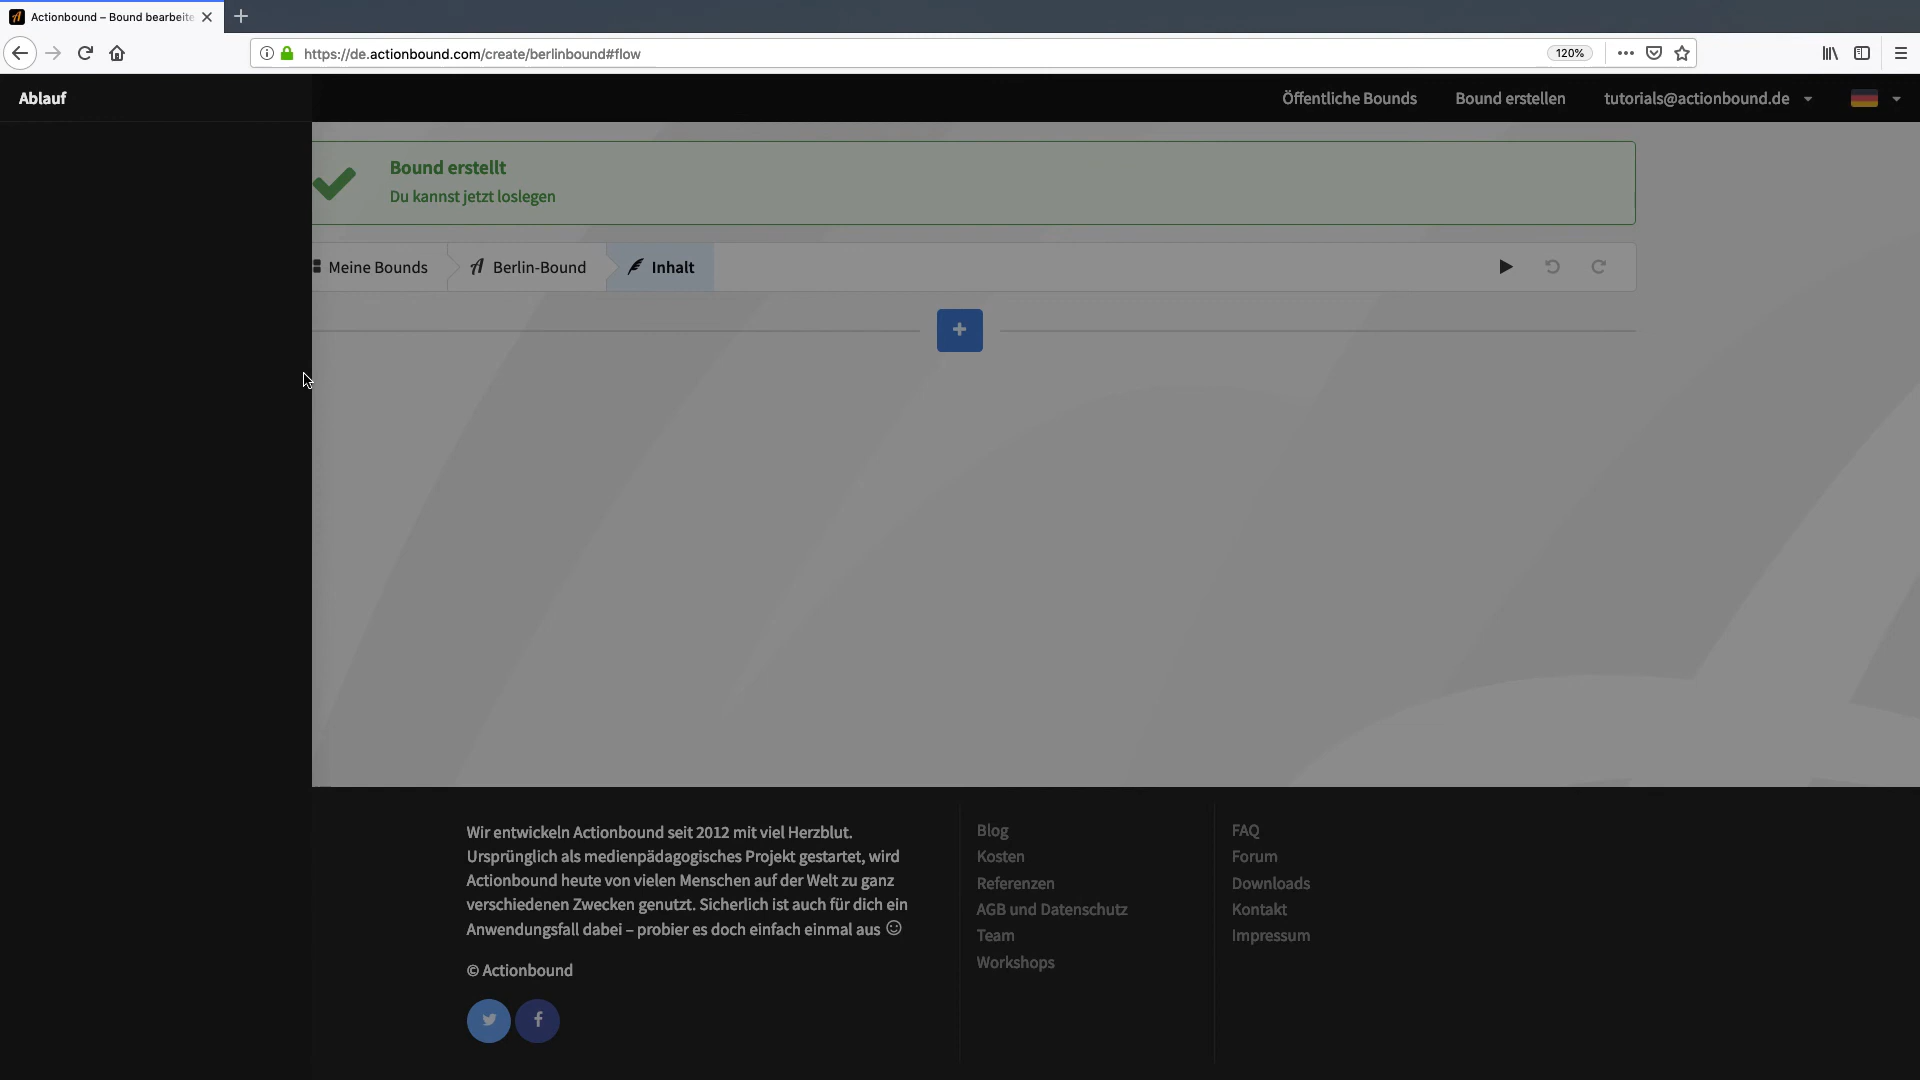 Actionbound – Bound bearbeite
https://de.actionbound.com/create/berlinbound#flow
120%
Ablauf
Öffentliche Bounds
Bound erstellen
tutorials@actionbound.de
Bound erstellt
Du kannst jetzt loslegen
Meine Bounds
Berlin-Bound
Inhalt
Wir entwickeln Actionbound seit 2012 mit viel Herzblut.
Ursprünglich als medienpädagogisches Projekt gestartet, wird
Actionbound heute von vielen Menschen auf der Welt zu ganz
verschiedenen Zwecken genutzt. Sicherlich ist auch für dich ein
Anwendungsfall dabei – probier es doch einfach einmal aus
© Actionbound
Blog
Kosten
Referenzen
AGB und Datenschutz
Team
Workshops
FAQ
Forum
Downloads
Kontakt
Impressum